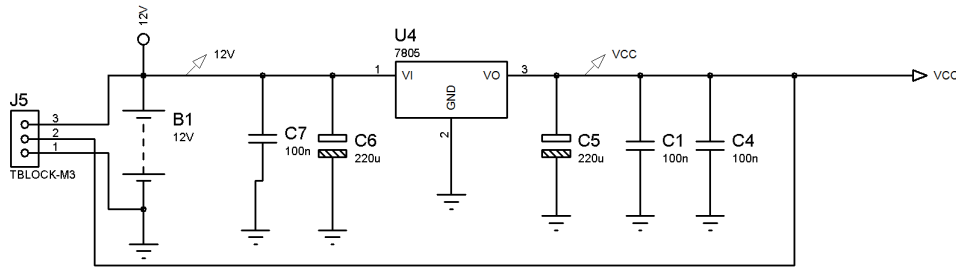 12V
12V
U4
7805
VCC
1
VI
VO
3
GND
2
VCC
J5
3
2
1
TBLOCK-M3
B1
12V
C7
100n
C6
220u
C5
220u
C1
100n
C4
100n